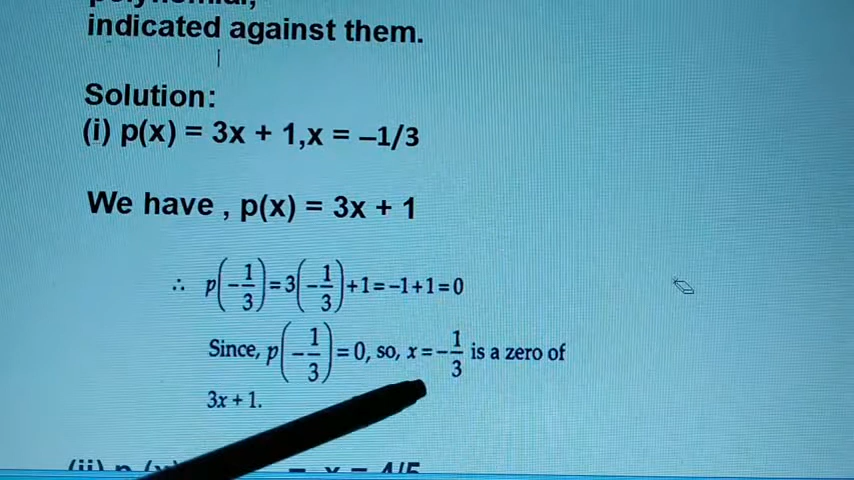 indicated against them.
Solution:
(i) p(x) = 3x + 1,x = –1/3
We have , p(x) = 3x + 1
∴ p(−1/3)=3(−1/3)+1=−1+1=0
Since, p(−1/3)=0, so, x=−1/3 is a zero of
3x + 1.